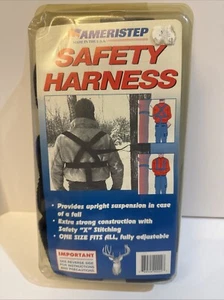 AMERISTEP
SAFETY
HARNESS
• Provides upright suspension in case
of a fall
• Extra strong construction with
Safety "X" Stitching
• ONE SIZE FITS ALL, fully adjustable
IMPORTANT